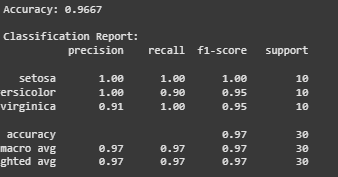 Accuracy: 0.9667
Classification Report:
precision recall f1-score support
setosa 1.00 1.00 1.00 10
ersicolor 1.00 0.90 0.95 10
virginica 0.91 1.00 0.95 10
accuracy 0.97 30
macro avg 0.97 0.97 0.97 30
ghted avg 0.97 0.97 0.97 30